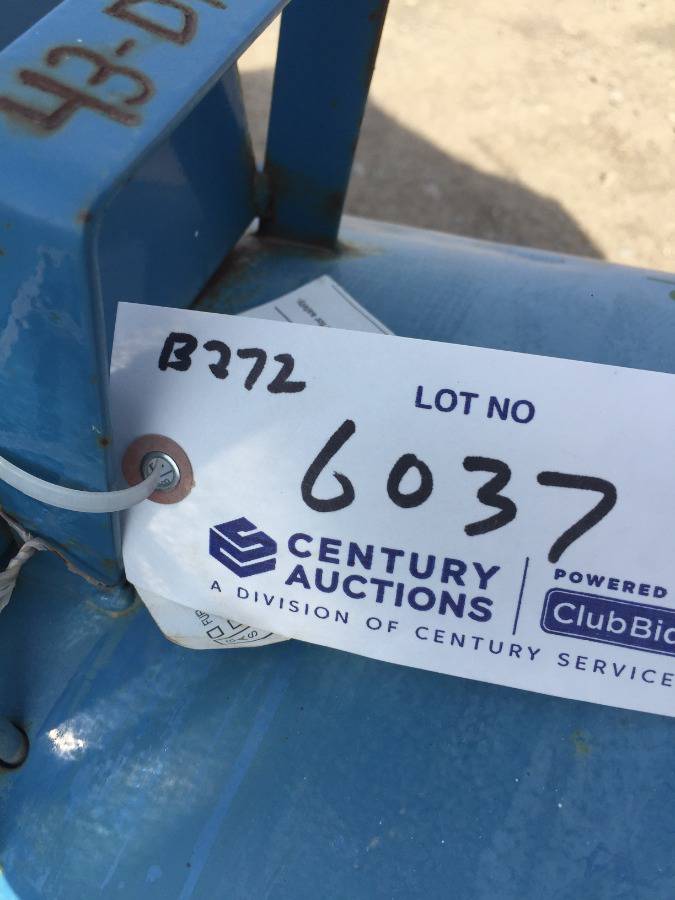 43-D
B272
LOT NO
6037
CENTURY
AUCTIONS
A DIVISION OF CENTURY SERVICE
POWERED
ClubBid